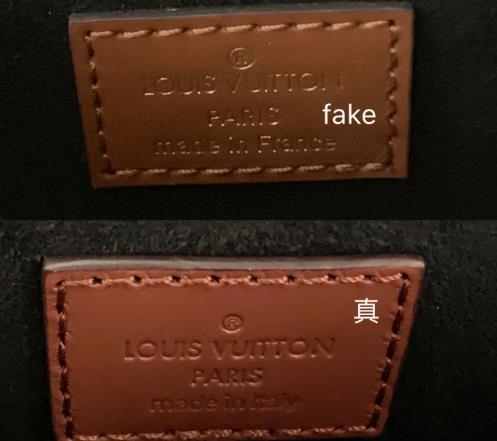 ®
LOUIS VUITTON
PARIS
fake
made in France
真
®
LOUIS VUITTON
PARIS
made in Italy